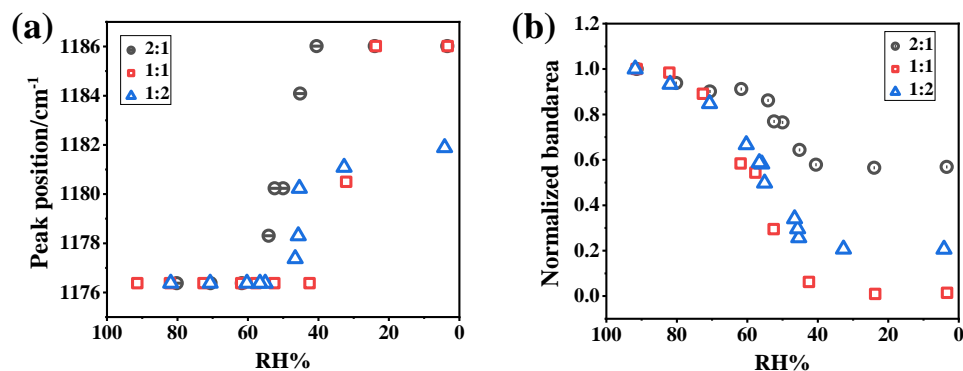 (a)
1186
1184
1182
1180
1178
1176
Peak position/cm⁻¹
2:1
1:1
1:2
100 80 60 40 20 0
RH%
(b)
1.2
1.0
0.8
0.6
0.4
0.2
0.0
Normalized bandarea
2:1
1:1
1:2
100 80 60 40 20 0
RH%